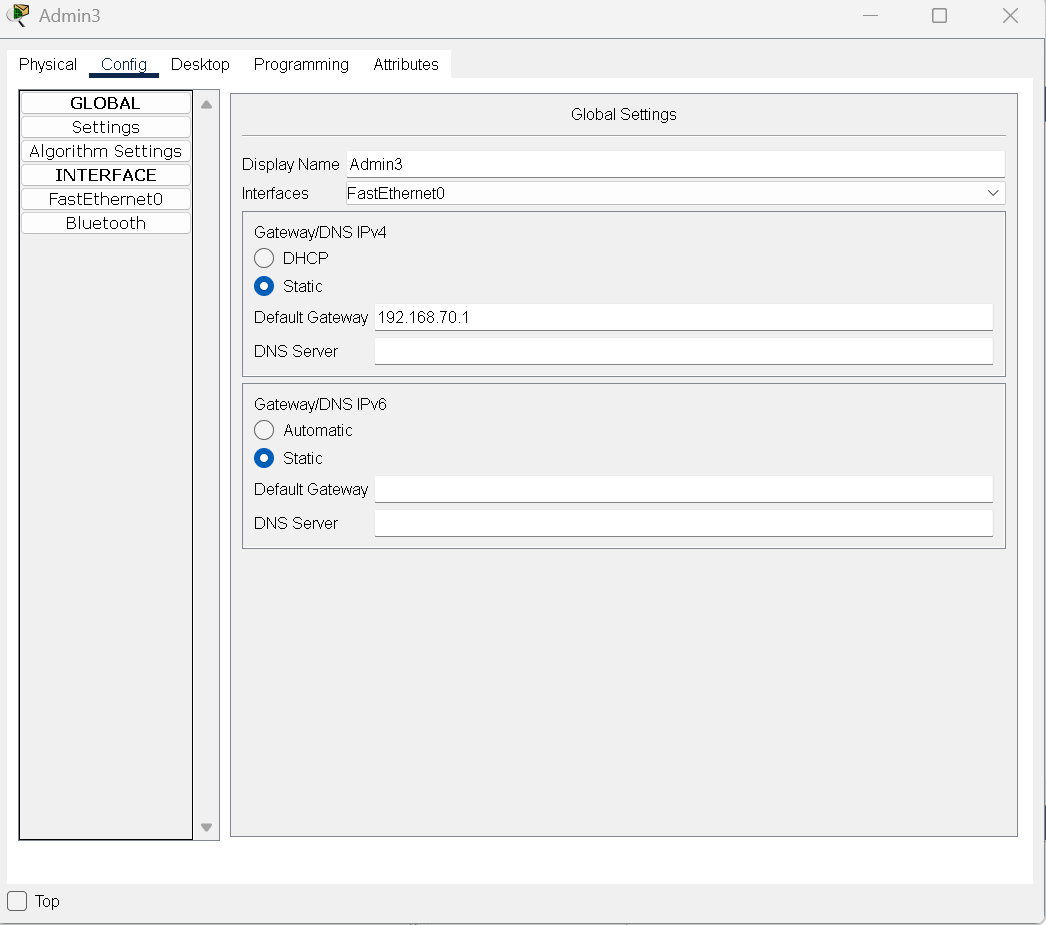 Admin3
Physical Config Desktop Programming Attributes
GLOBAL
Settings
Algorithm Settings
INTERFACE
FastEthernet0
Bluetooth
Global Settings
Display Name Admin3
Interfaces FastEthernet0
Gateway/DNS IPv4
DHCP
Static
Default Gateway 192.168.70.1
DNS Server
Gateway/DNS IPv6
Automatic
Static
Default Gateway
DNS Server
Top